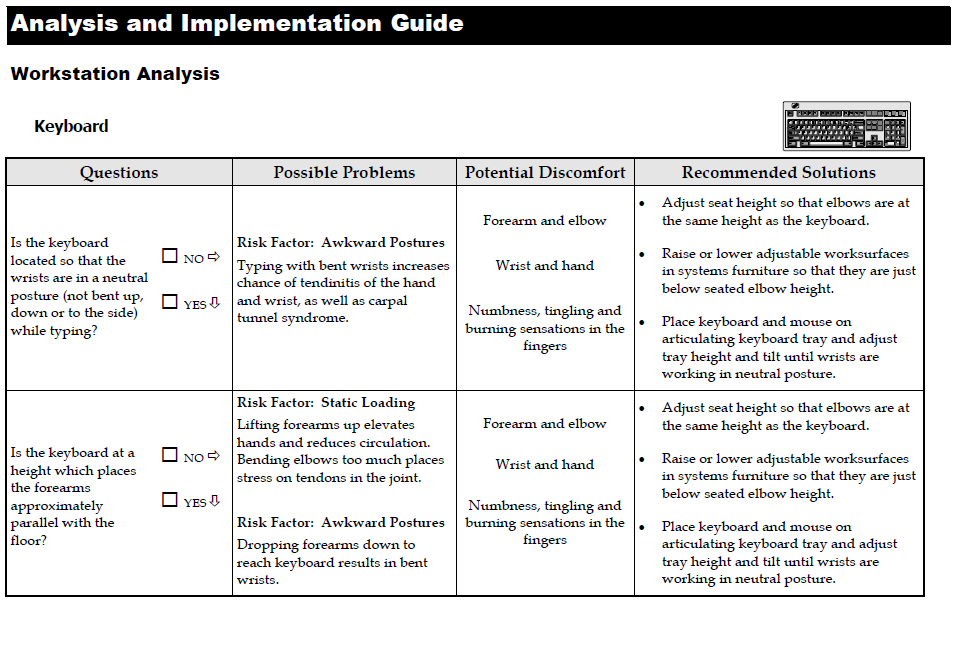 Analysis and Implementation Guide
Workstation Analysis
Keyboard
Questions
Possible Problems
Potential Discomfort
Recommended Solutions
Is the keyboard
located so that the
wrists are in a neutral
posture (not bent up,
down or to the side)
while typing?
NO
YES
Risk Factor: Awkward Postures
Typing with bent wrists increases
chance of tendinitis of the hand
and wrist, as well as carpal
tunnel syndrome.
Forearm and elbow
Wrist and hand
Numbness, tingling and
burning sensations in the
fingers
• Adjust seat height so that elbows are at
the same height as the keyboard.
• Raise or lower adjustable worksurfaces
in systems furniture so that they are just
below seated elbow height.
• Place keyboard and mouse on
articulating keyboard tray and adjust
tray height and tilt until wrists are
working in neutral posture.
Is the keyboard at a
height which places
the forearms
approximately
parallel with the
floor?
NO
YES
Risk Factor: Static Loading
Lifting forearms up elevates
hands and reduces circulation.
Bending elbows too much places
stress on tendons in the joint.
Risk Factor: Awkward Postures
Dropping forearms down to
reach keyboard results in bent
wrists.
Forearm and elbow
Wrist and hand
Numbness, tingling and
burning sensations in the
fingers
• Adjust seat height so that elbows are at
the same height as the keyboard.
• Raise or lower adjustable worksurfaces
in systems furniture so that they are just
below seated elbow height.
• Place keyboard and mouse on
articulating keyboard tray and adjust
tray height and tilt until wrists are
working in neutral posture.